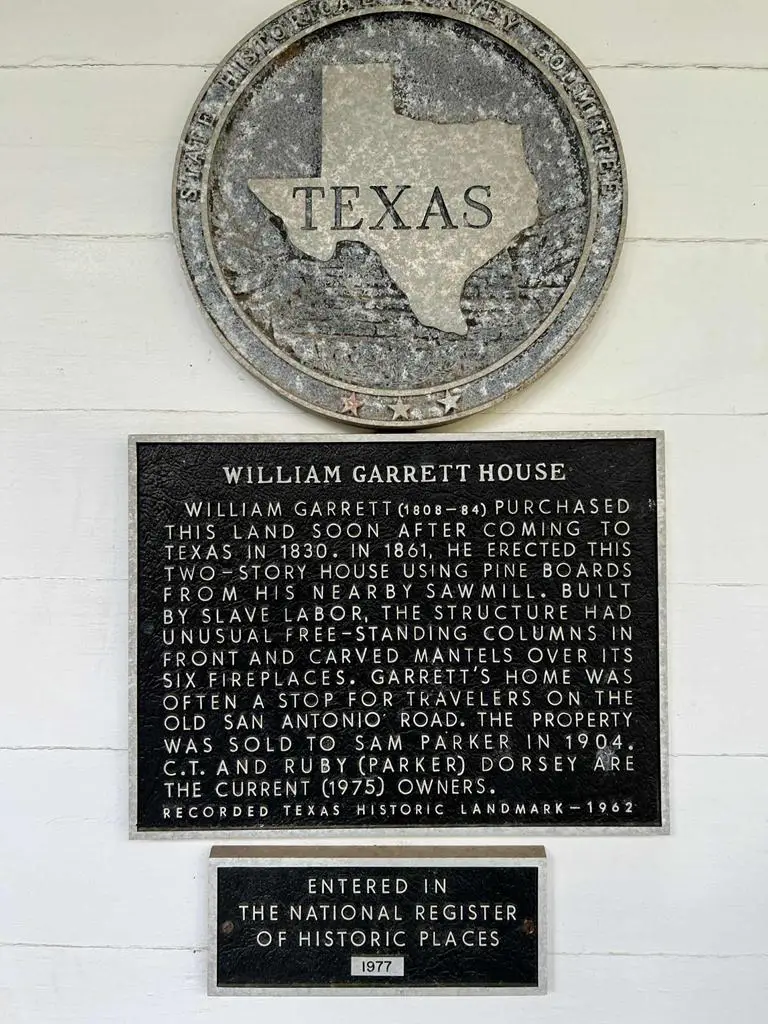 STATE HISTORICAL SURVEY COMMITTEE
TEXAS
WILLIAM GARRETT HOUSE
WILLIAM GARRETT (1808-84) PURCHASED
THIS LAND SOON AFTER COMING TO
TEXAS IN 1830. IN 1861, HE ERECTED THIS
TWO-STORY HOUSE USING PINE BOARDS
FROM HIS NEARBY SAWMILL. BUILT
BY SLAVE LABOR, THE STRUCTURE HAD
UNUSUAL FREE-STANDING COLUMNS IN
FRONT AND CARVED MANTELS OVER ITS
SIX FIREPLACES. GARRETT'S HOME WAS
OFTEN A STOP FOR TRAVELERS ON THE
OLD SAN ANTONIO ROAD. THE PROPERTY
WAS SOLD TO SAM PARKER IN 1904.
C.T. AND RUBY (PARKER) DORSEY ARE
THE CURRENT (1975) OWNERS.
RECORDED TEXAS HISTORIC LANDMARK-1962
ENTERED IN
THE NATIONAL REGISTER
OF HISTORIC PLACES
1977